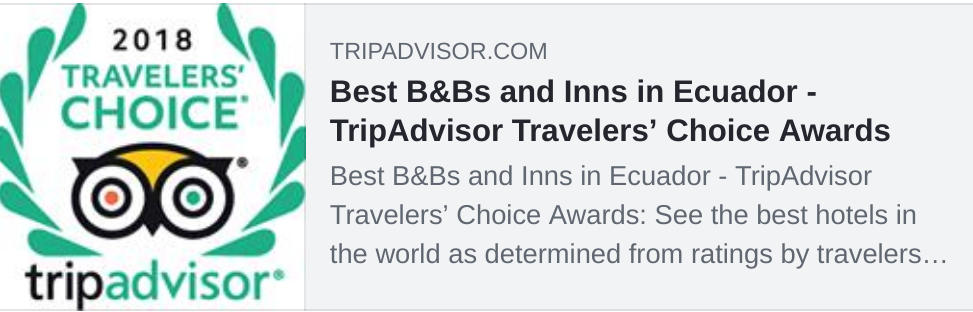 2018
TRAVELERS'
CHOICE®
®
tripadvisor®
TRIPADVISOR.COM
Best B&Bs and Inns in Ecuador -
TripAdvisor Travelers’ Choice Awards
Best B&Bs and Inns in Ecuador - TripAdvisor
Travelers’ Choice Awards: See the best hotels in
the world as determined from ratings by travelers…